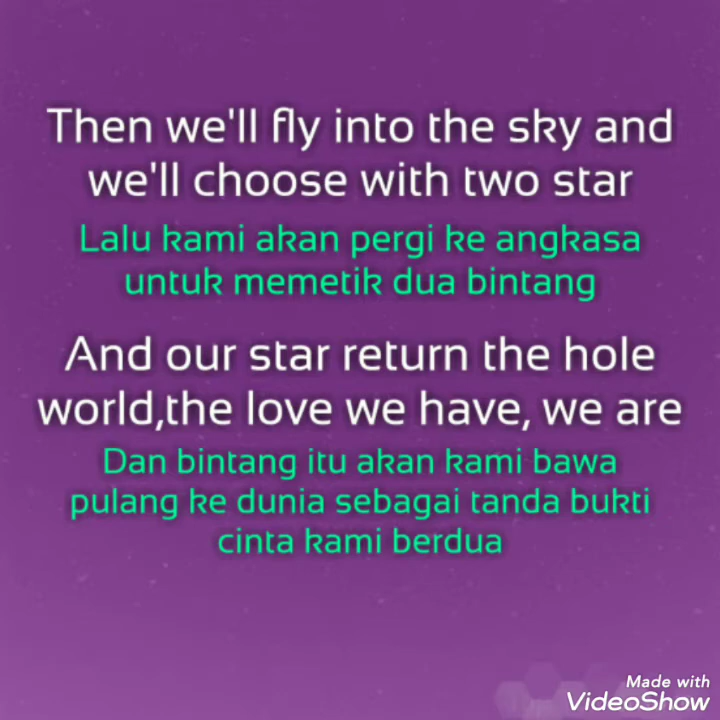 Then we'll fly into the sky and
we'll choose with two star
Lalu kami akan pergi ke angkasa
untuk memetik dua bintang
And our star return the hole
world,the love we have, we are
Dan bintang itu akan kami bawa
pulang ke dunia sebagai tanda bukti
cinta kami berdua
Made with
VideoShow